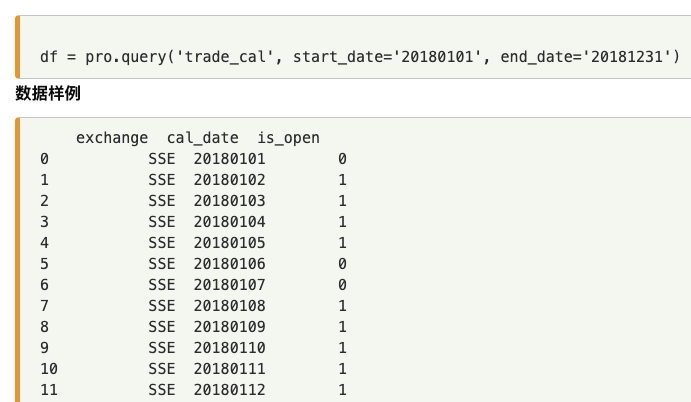 df = pro.query('trade_cal', start_date='20180101', end_date='20181231')
数据样例
exchange cal_date is_open
0 SSE 20180101 0
1 SSE 20180102 1
2 SSE 20180103 1
3 SSE 20180104 1
4 SSE 20180105 1
5 SSE 20180106 0
6 SSE 20180107 0
7 SSE 20180108 1
8 SSE 20180109 1
9 SSE 20180110 1
10 SSE 20180111 1
11 SSE 20180112 1